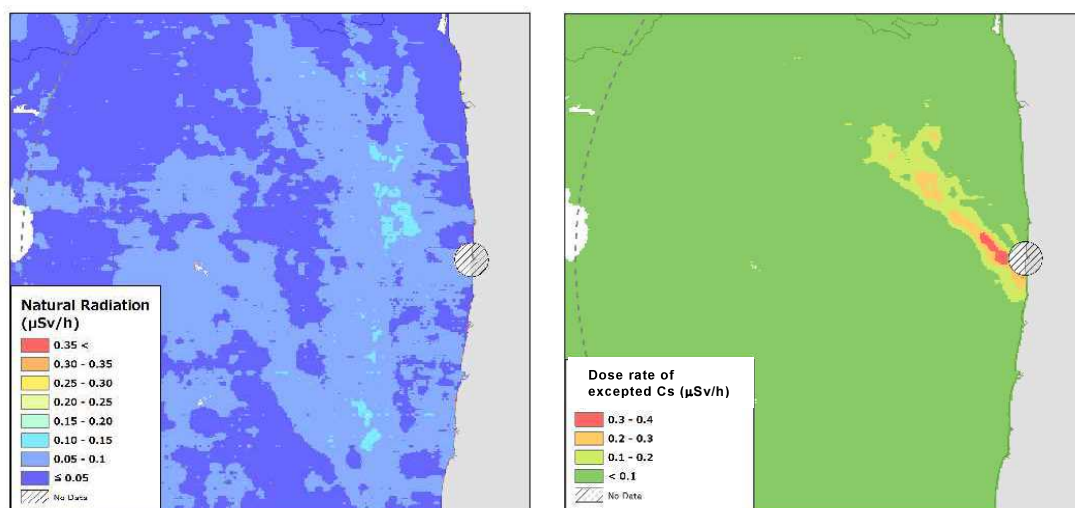 Natural Radiation
(μSv/h)
0.35 <
0.30 - 0.35
0.25 - 0.30
0.20 - 0.25
0.15 - 0.20
0.10 - 0.15
0.05 - 0.1
≤ 0.05
No Data
Dose rate of
excepted Cs (μSv/h)
0.3 - 0.4
0.2 - 0.3
0.1 - 0.2
< 0.1
No Data